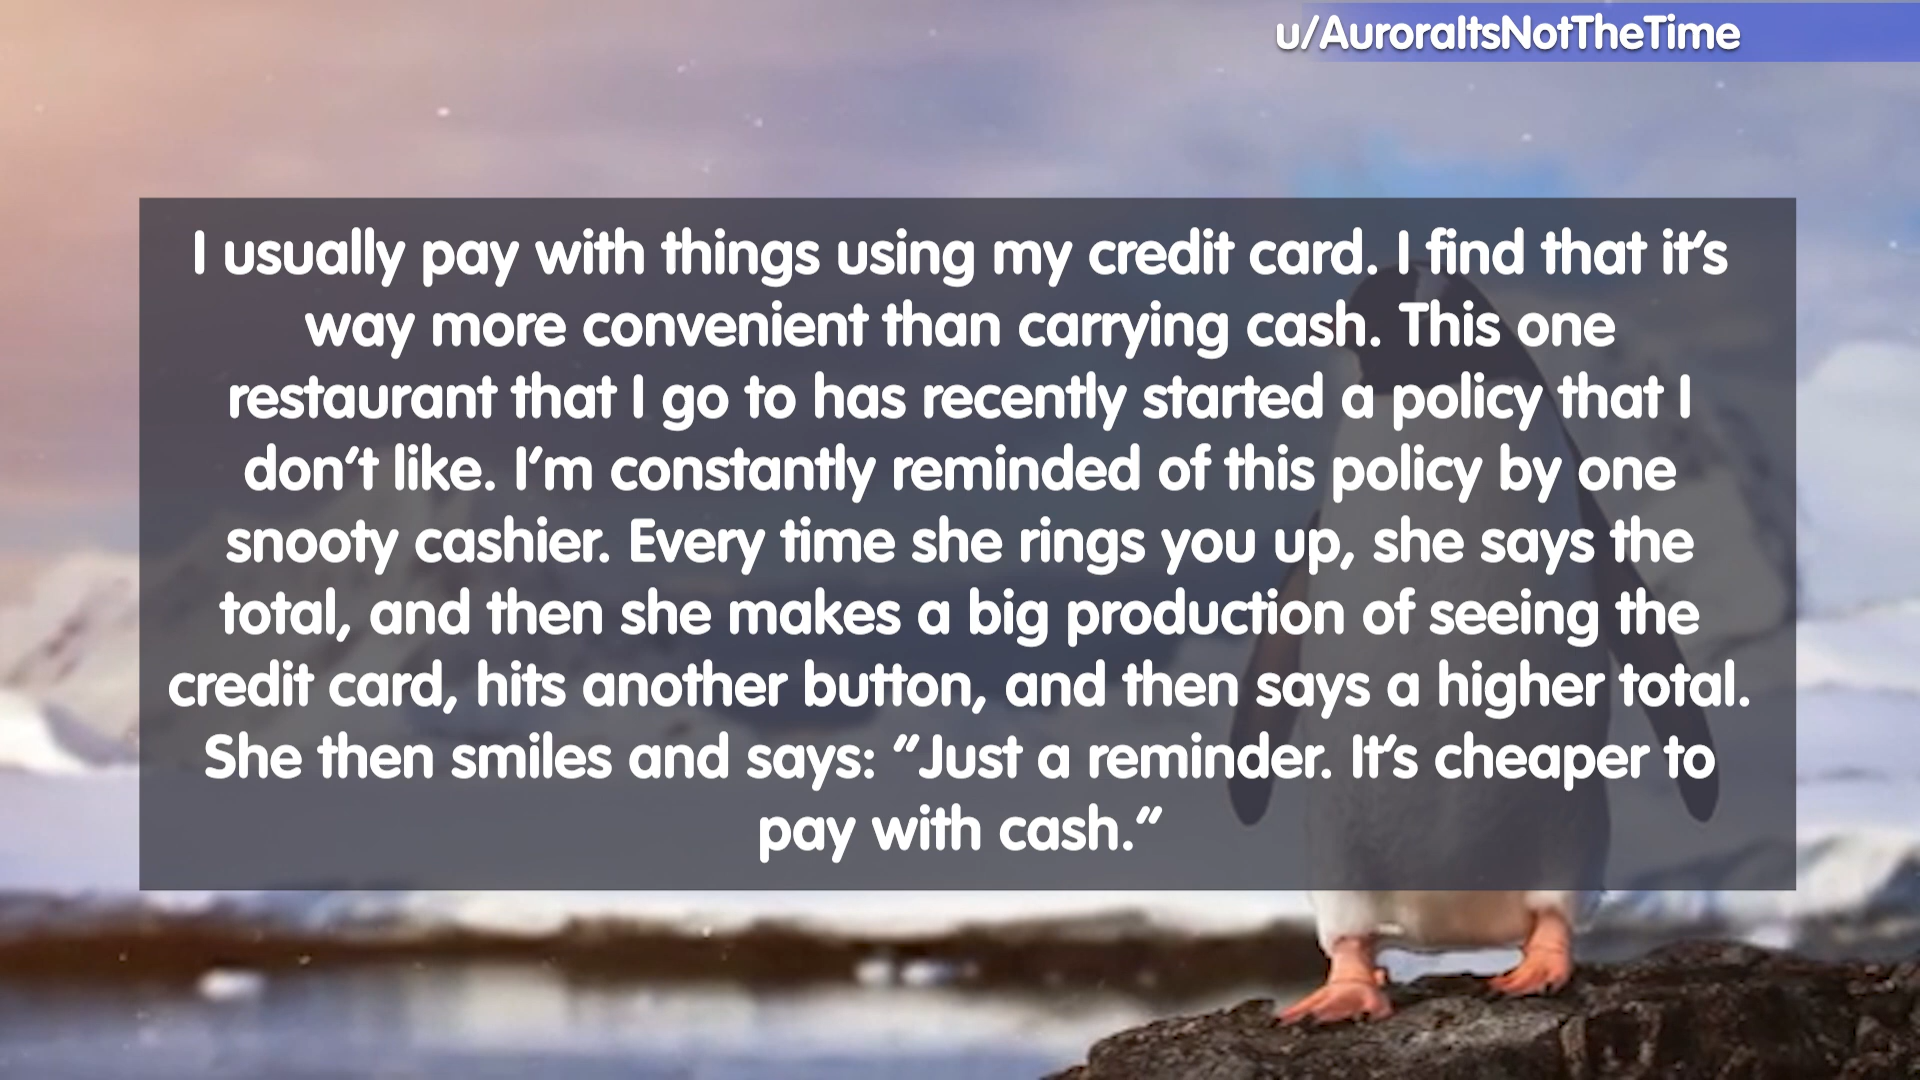 u/AuroraItsNotTheTime
I usually pay with things using my credit card. I find that it's
way more convenient than carrying cash. This one
restaurant that I go to has recently started a policy that I
don't like. I'm constantly reminded of this policy by one
snooty cashier. Every time she rings you up, she says the
total, and then she makes a big production of seeing the
credit card, hits another button, and then says a higher total.
She then smiles and says: "Just a reminder. It's cheaper to
pay with cash."